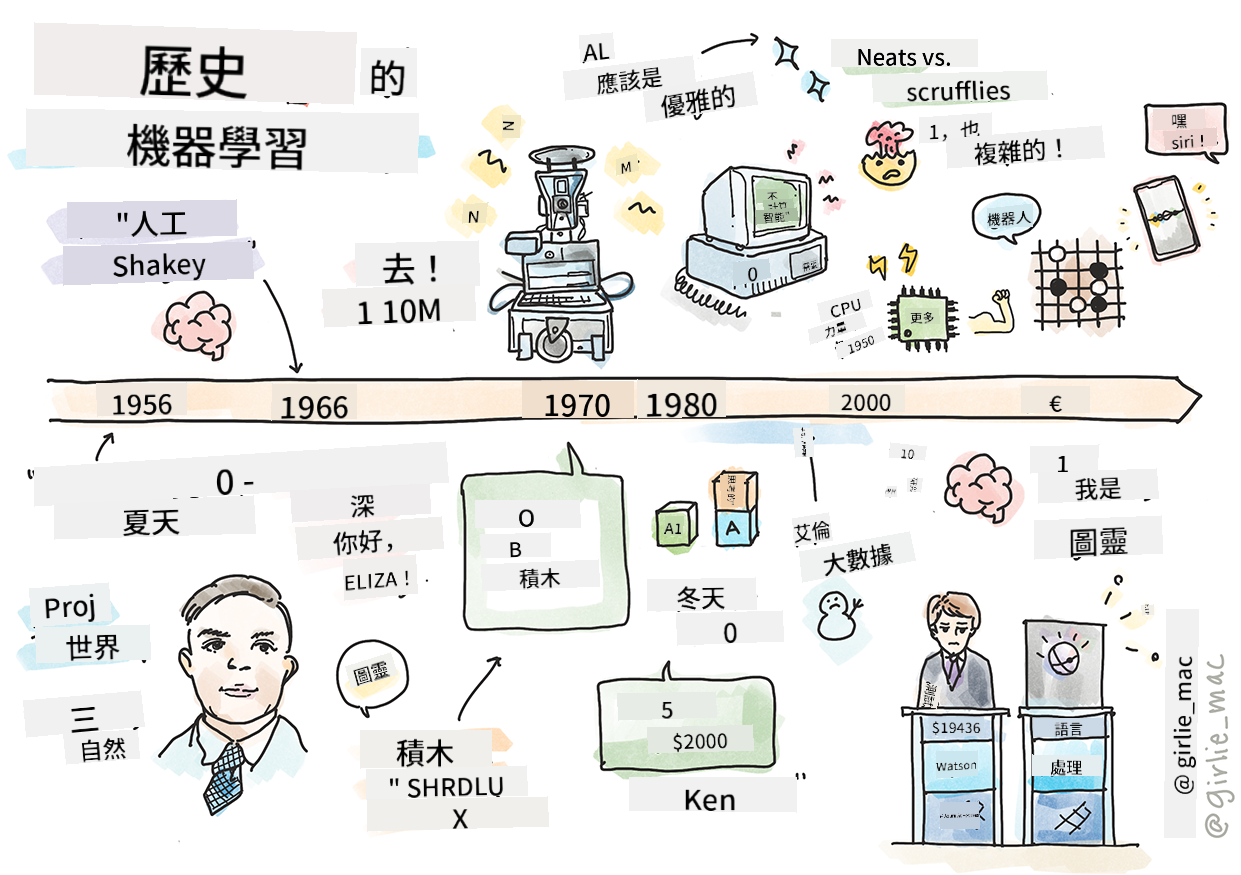 歷史
的
機器學習
"人工
Shakey
"
去！
1 10M
AL
應該是
優雅的
Neats vs.
scrufflies
1，也
複雜的！
嘿
siri！
N
M
N
不
智能"
0
機器人
CPU
力量
1950
更多
1956
1966
1970
1980
2000
€
"
0 -
夏天
深
你好，
ELIZA！
O
B
積木
A1
A
思考的
艾倫
大數據
10
1
我是
圖靈
冬天
0
Proj
世界
三
自然
圖靈
積木
" SHRDLU
X
5
$2000
Ken
"
$19436
Watson
語言
處理
@girlie_mac
@girlie_mac